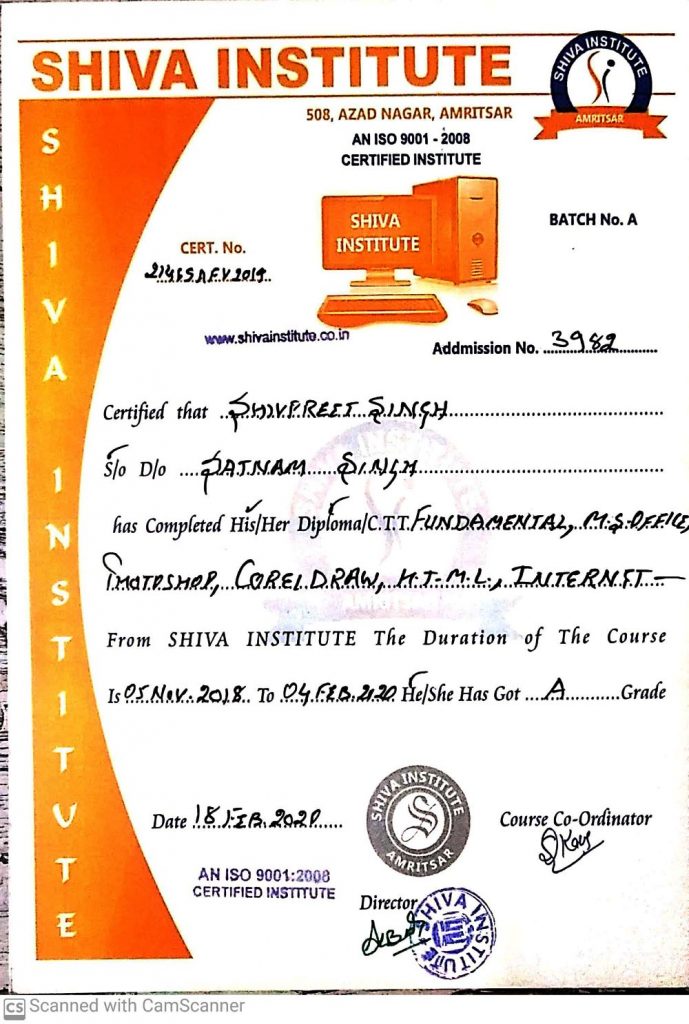 SHIVA INSTITUTE
SHIVA INSTITUTE
AMRITSAR
508, AZAD NAGAR, AMRITSAR
AN ISO 9001 - 2008
CERTIFIED INSTITUTE
SHIVA INSTITUTE
SHIVA
INSTITUTE
BATCH No. A
CERT. No.
www.shivainstitute.co.in
Addmission No. 3982
Certified that SHIVPREET SINGH
S/o D/o SATNAM SINGH
has Completed His/Her Diploma/C.T.T. FUNDAMENTAL, M.S.OFFICE,
PHOTOSHOP, CORELDRAW, H.T.M.L., INTERNET
From SHIVA INSTITUTE The Duration of The Course
Is 05 NOV. 2018 To 04 FEB. He/She Has Got A Grade
SHIVA INSTITUTE
AMRITSAR
Date 15 FEB. 2020
Course Co-Ordinator
AN ISO 9001:2008
CERTIFIED INSTITUTE
Director
SHIVA INSTITUTE
CS Scanned with CamScanner